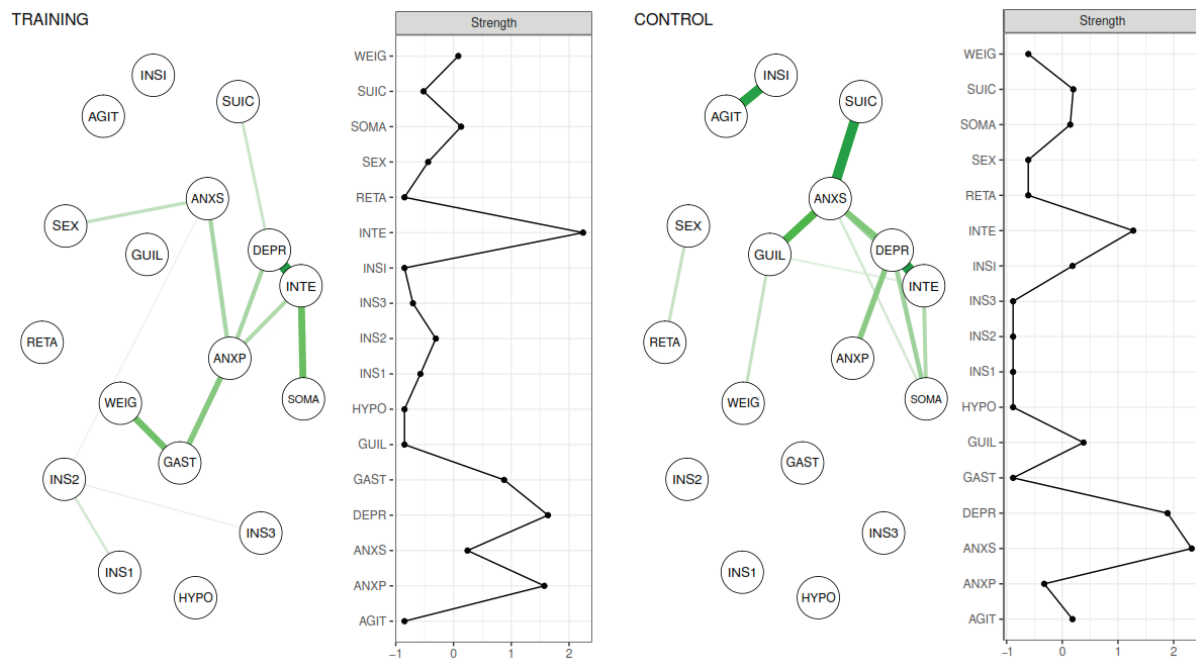 TRAINING
INSI
AGIT
SUIC
ANXS
SEX
GUIL
DEPR
INTE
RETA
ANXP
WEIG
SOMA
GAST
INS2
INS3
INS1
HYPO
Strength
WEIG
SUIC
SOMA
SEX
RETA
INTE
INSI
INS3
INS2
INS1
HYPO
GUIL
GAST
DEPR
ANXS
ANXP
AGIT
−1 0 1 2
CONTROL
INSI
AGIT
SUIC
ANXS
SEX
GUIL
DEPR
INTE
RETA
ANXP
WEIG
SOMA
GAST
INS2
INS3
INS1
HYPO
Strength
WEIG
SUIC
SOMA
SEX
RETA
INTE
INSI
INS3
INS2
INS1
HYPO
GUIL
GAST
DEPR
ANXS
ANXP
AGIT
−1 0 1 2